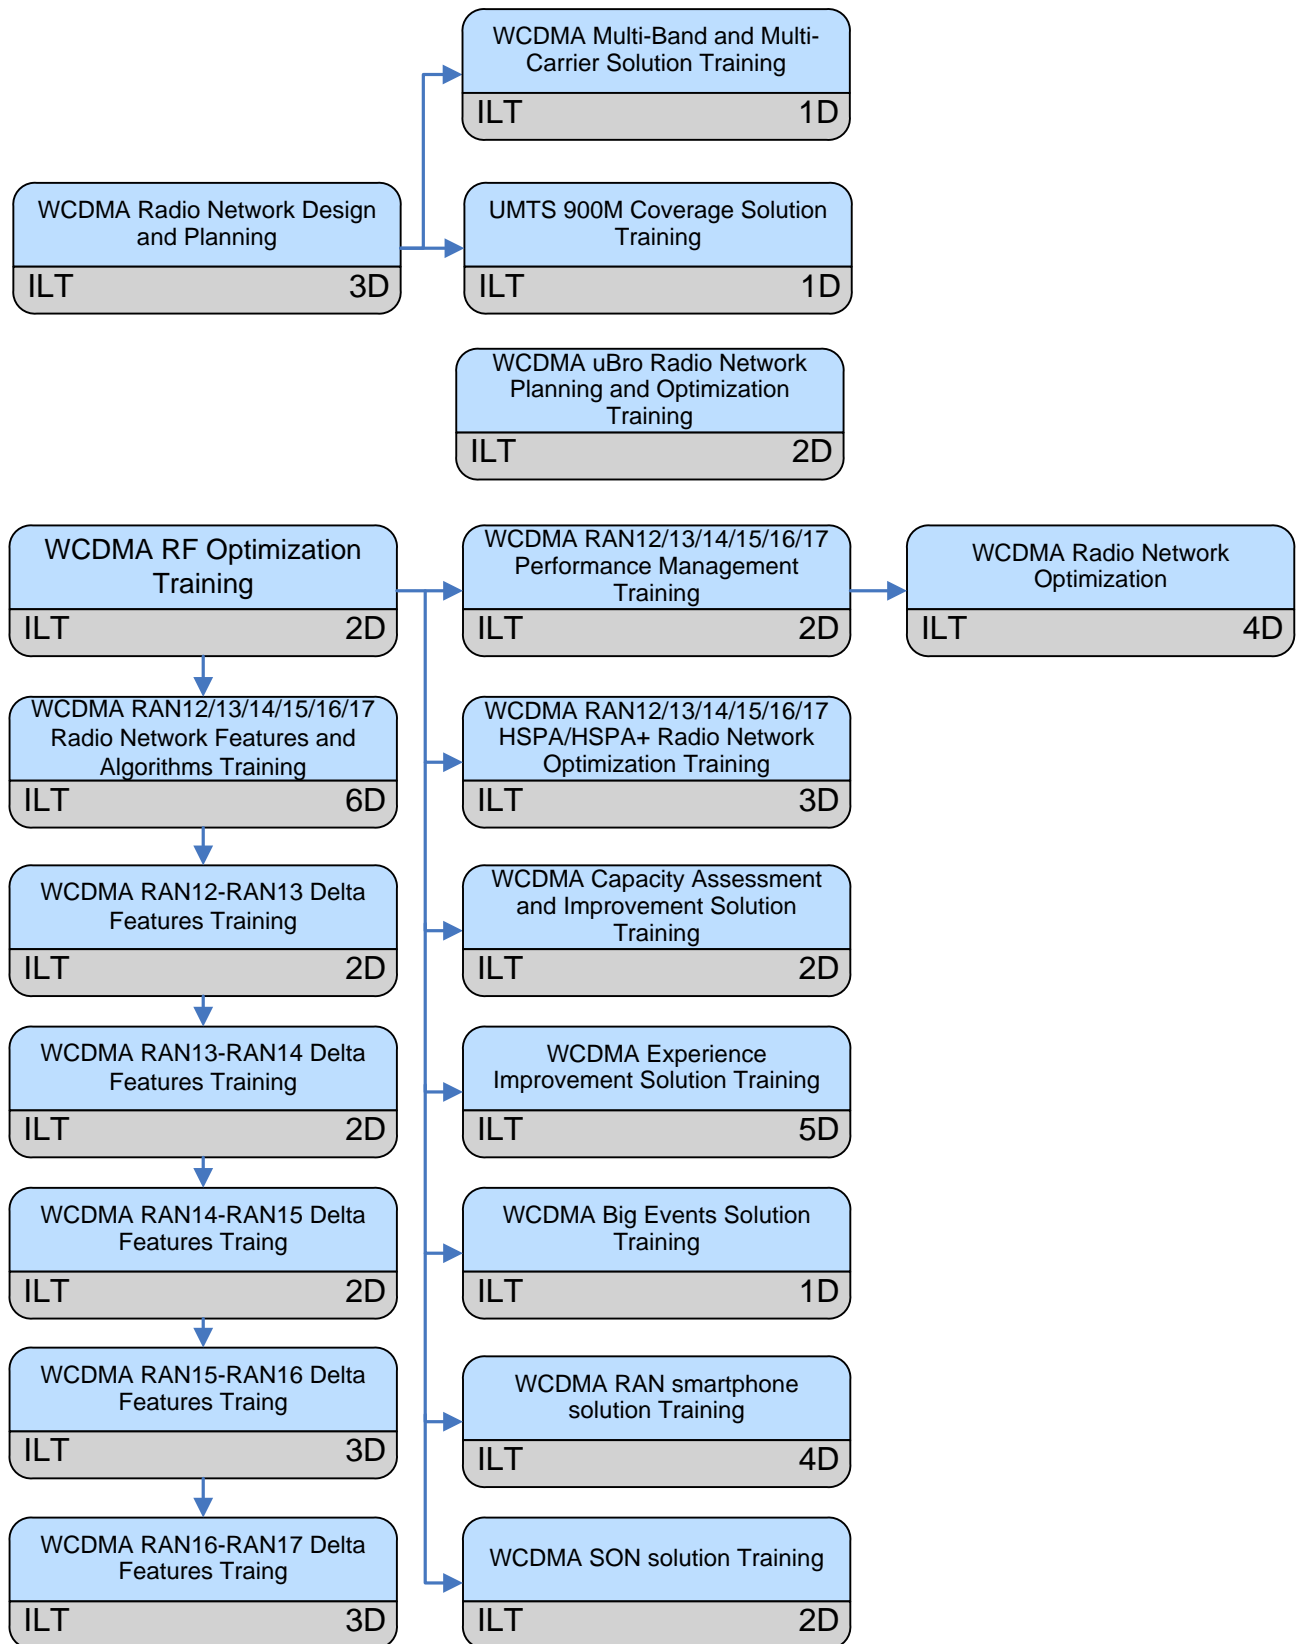 WCDMA Multi-Band and Multi-
Carrier Solution Training
ILT 1D
WCDMA Radio Network Design
and Planning
ILT 3D
UMTS 900M Coverage Solution
Training
ILT 1D
WCDMA uBro Radio Network
Planning and Optimization
Training
ILT 2D
WCDMA RF Optimization
Training
ILT 2D
WCDMA RAN12/13/14/15/16/17
Performance Management
Training
ILT 2D
WCDMA Radio Network
Optimization
ILT 4D
WCDMA RAN12/13/14/15/16/17
Radio Network Features and
Algorithms Training
ILT 6D
WCDMA RAN12/13/14/15/16/17
HSPA/HSPA+ Radio Network
Optimization Training
ILT 3D
WCDMA RAN12-RAN13 Delta
Features Training
ILT 2D
WCDMA Capacity Assessment
and Improvement Solution
Training
ILT 2D
WCDMA RAN13-RAN14 Delta
Features Training
ILT 2D
WCDMA Experience
Improvement Solution Training
ILT 5D
WCDMA RAN14-RAN15 Delta
Features Traing
ILT 2D
WCDMA Big Events Solution
Training
ILT 1D
WCDMA RAN15-RAN16 Delta
Features Traing
ILT 3D
WCDMA RAN smartphone
solution Training
ILT 4D
WCDMA RAN16-RAN17 Delta
Features Traing
ILT 3D
WCDMA SON solution Training
ILT 2D